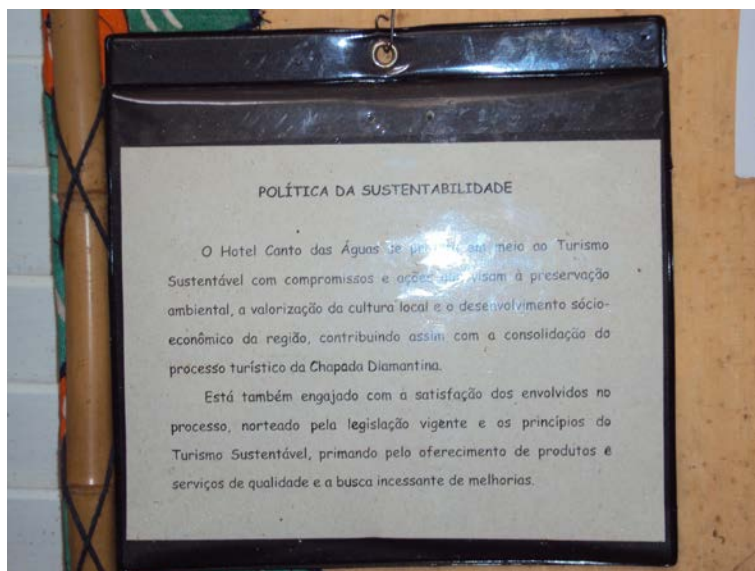 POLÍTICA DA SUSTENTABILIDADE
O Hotel Canto das Águas meio ao Turismo
Sustentável com compromissos e ações que visam à preservação
ambiental, a valorização da cultura local e o desenvolvimento sócio-
econômico da região, contribuindo assim com a consolidação do
processo turístico da Chapada Diamantina.
Está também engajado com a satisfação dos envolvidos no
processo, norteado pela legislação vigente e os princípios do
Turismo Sustentável, primando pelo oferecimento de produtos e
serviços de qualidade e a busca incessante de melhorias.